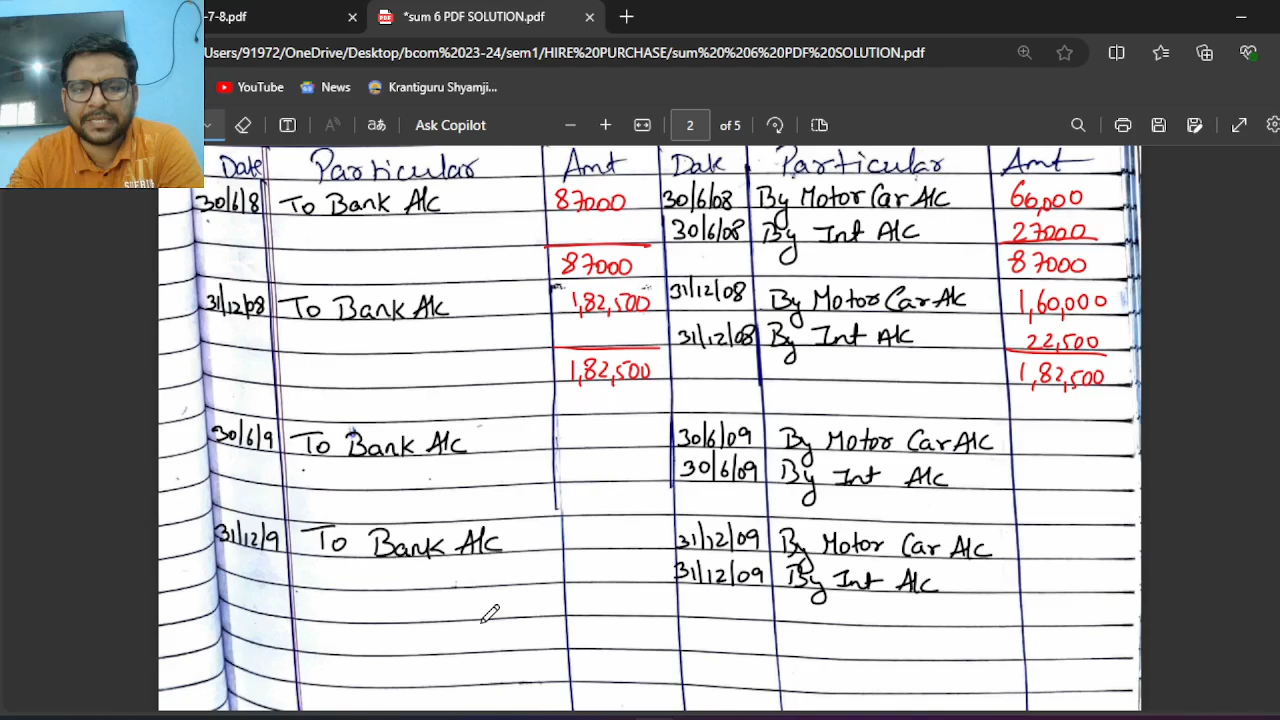 -7-8.pdf
*sum 6 PDF SOLUTION.pdf
Users/91972/OneDrive/Desktop/bcom%2023-24/sem1/HIRE%20PURCHASE/sum%20%206%20PDF%20SOLUTION.pdf
YouTube News Krantiguru Shyamji...
aあ Ask Copilot 2 of 5
Date Particular Amt Date Particular Amt
30/6/8 To Bank A/c 87000 30/6/08 By Motor Car A/c 60,000
30/6/08 By Int A/c 27000
87000 87000
31/12/08 To Bank A/c 1,82,500 31/12/08 By Motor Car A/c 1,60,000
31/12/08 By Int A/c 22,500
1,82,500 1,82,500
30/6/9 To Bank A/c 30/6/09 By Motor Car A/c
30/6/09 By Int A/c
31/12/9 To Bank A/c 31/12/09 By Motor Car A/c
31/12/09 By Int A/c